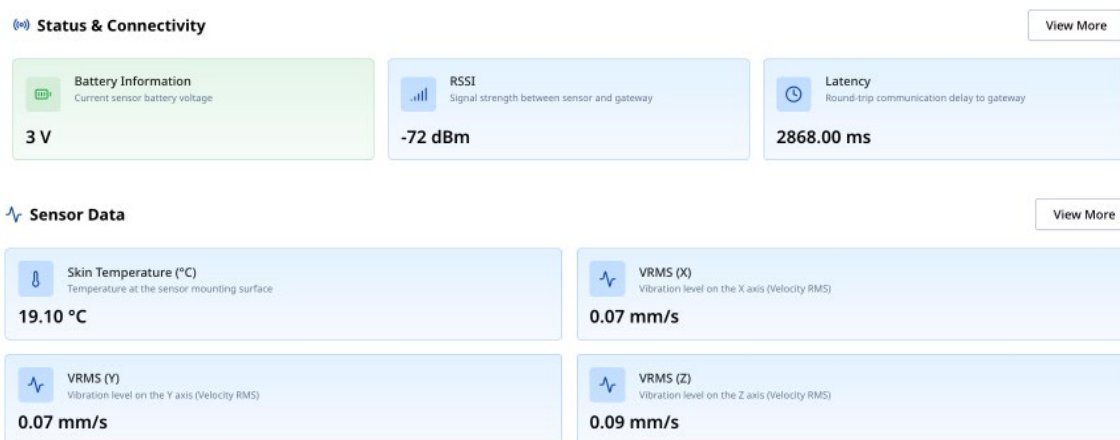 Status & Connectivity
View More
Battery Information
Current sensor battery voltage
3 V
RSSI
Signal strength between sensor and gateway
-72 dBm
Latency
Round-trip communication delay to gateway
2868.00 ms
Sensor Data
View More
Skin Temperature (°C)
Temperature at the sensor mounting surface
19.10 °C
VRMS (X)
Vibration level on the X axis (Velocity RMS)
0.07 mm/s
VRMS (Y)
Vibration level on the Y axis (Velocity RMS)
0.07 mm/s
VRMS (Z)
Vibration level on the Z axis (Velocity RMS)
0.09 mm/s